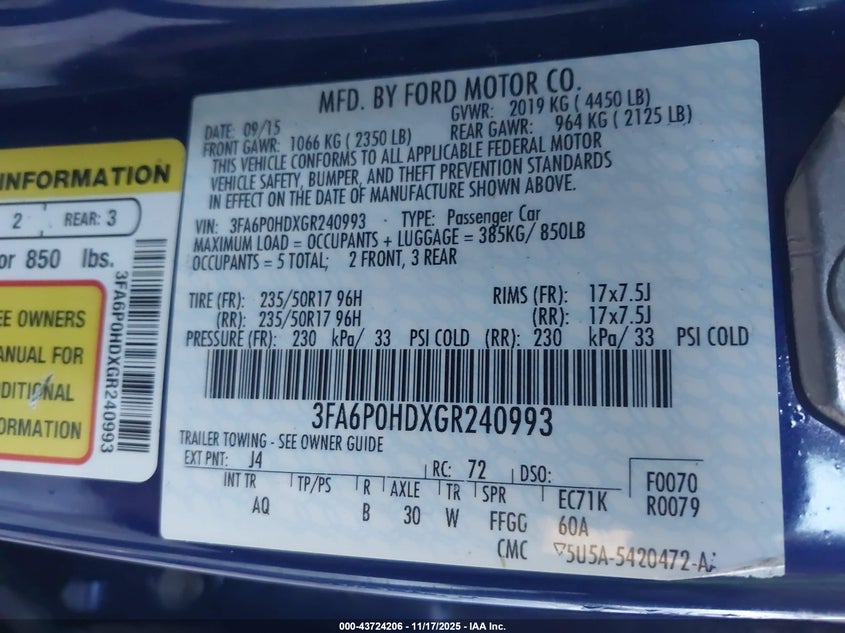 MFD. BY FORD MOTOR CO.
DATE: 09/15 GVWR: 2019 KG ( 4450 LB)
FRONT GAWR: 1066 KG ( 2350 LB) REAR GAWR: 964 KG ( 2125 LB)
THIS VEHICLE CONFORMS TO ALL APPLICABLE FEDERAL MOTOR
VEHICLE SAFETY, BUMPER, AND THEFT PREVENTION STANDARDS
IN EFFECT ON THE DATE OF MANUFACTURE SHOWN ABOVE.
VIN: 3FA6P0HDXGR240993 · TYPE: Passenger Car
MAXIMUM LOAD = OCCUPANTS + LUGGAGE = 385KG/ 850LB
OCCUPANTS = 5 TOTAL; 2 FRONT, 3 REAR
TIRE (FR): 235/50R17 96H RIMS (FR): 17x7.5J
(RR): 235/50R17 96H (RR): 17x7.5J
PRESSURE (FR): 230 kPa/ 33 PSI COLD (RR): 230 kPa/ 33 PSI COLD
3FA6P0HDXGR240993
TRAILER TOWING - SEE OWNER GUIDE
EXT PNT: J4 RC: 72 DSO: F0070
INT TR TP/PS R AXLE TR SPR EC71K R0079
AQ B 30 W FFGG 60A
CMC 5U5A-5420472-A
INFORMATION
2 REAR: 3
or 850 lbs.
EE OWNERS
ANUAL FOR
DDITIONAL
FORMATION
3FA6P0HDXGR240993
000-43724206 - 11/17/2025 - IAA Inc.